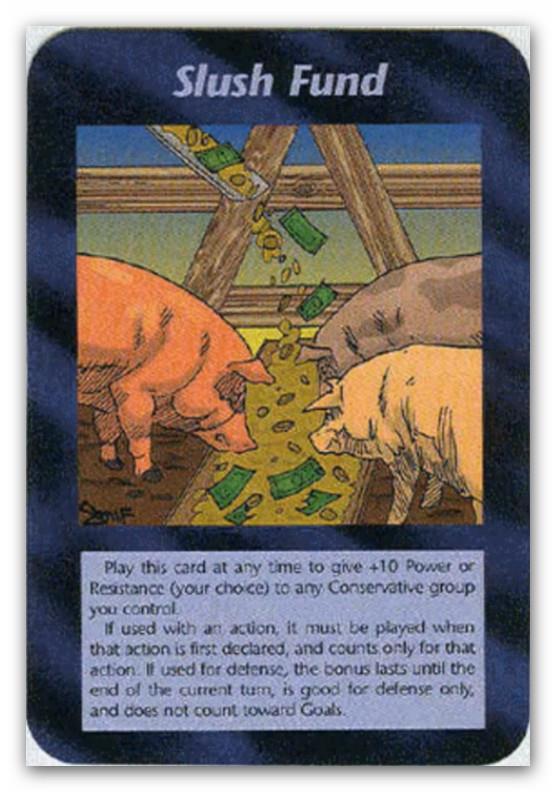 Slush Fund
Play this card at any time to give +10 Power or
Resistance (your choice) to any Conservative group
you control.
If used with an action, it must be played when
that action is first declared, and counts only for that
action. If used for defense, the bonus lasts until the
end of the current turn, is good for defense only,
and does not count toward Goals.